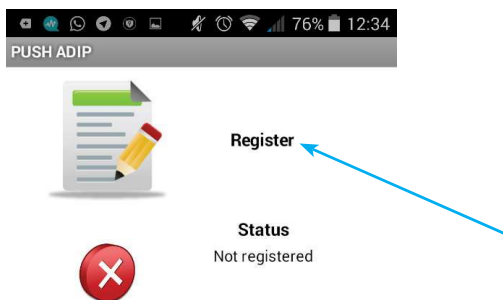 76% 12:34
PUSH ADIP
Register
Status
Not registered